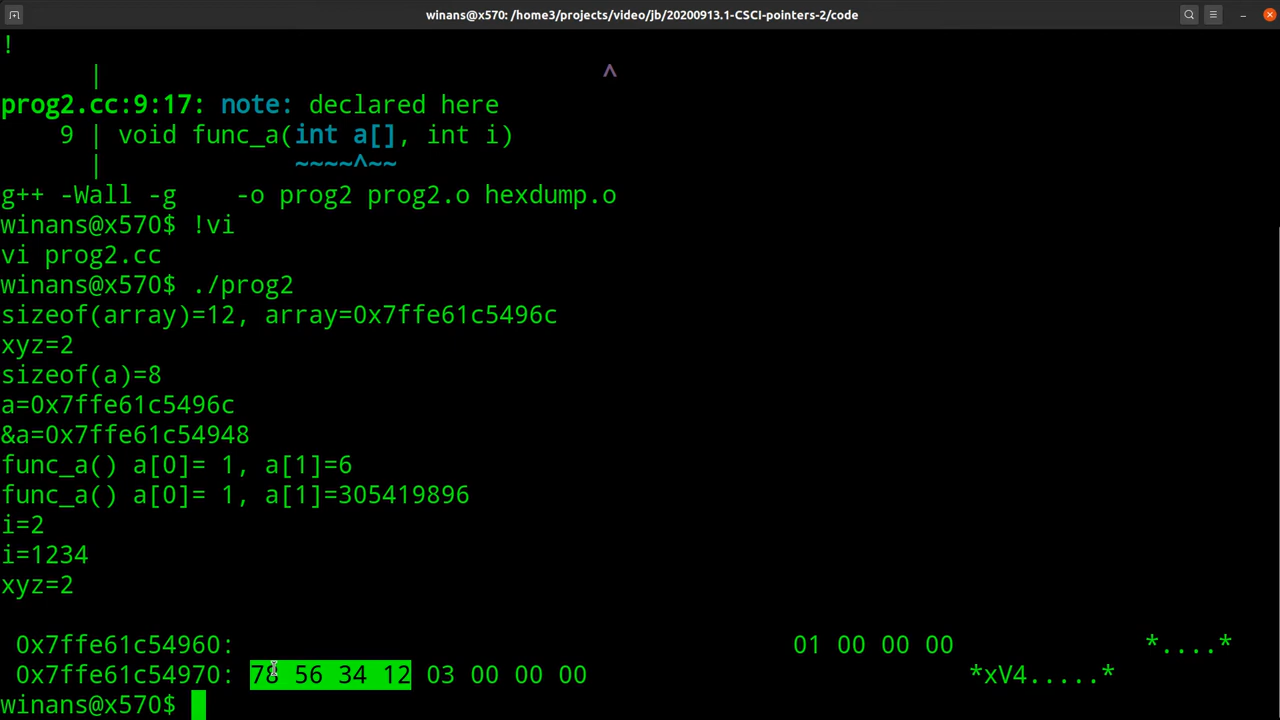 winans@x570: /home3/projects/video/jb/20200913.1-CSCI-pointers-2/code
!
| ^
prog2.cc:9:17: note: declared here
9 | void func_a(int a[], int i)
| ~~~~^~~
g++ -Wall -g -o prog2 prog2.o hexdump.o
winans@x570$ !vi
vi prog2.cc
winans@x570$ ./prog2
sizeof(array)=12, array=0x7ffe61c5496c
xyz=2
sizeof(a)=8
a=0x7ffe61c5496c
&a=0x7ffe61c54948
func_a() a[0]= 1, a[1]=6
func_a() a[0]= 1, a[1]=305419896
i=2
i=1234
xyz=2
0x7ffe61c54960: 01 00 00 00 *....*
0x7ffe61c54970: 78 56 34 12 03 00 00 00 *xV4.....*
winans@x570$